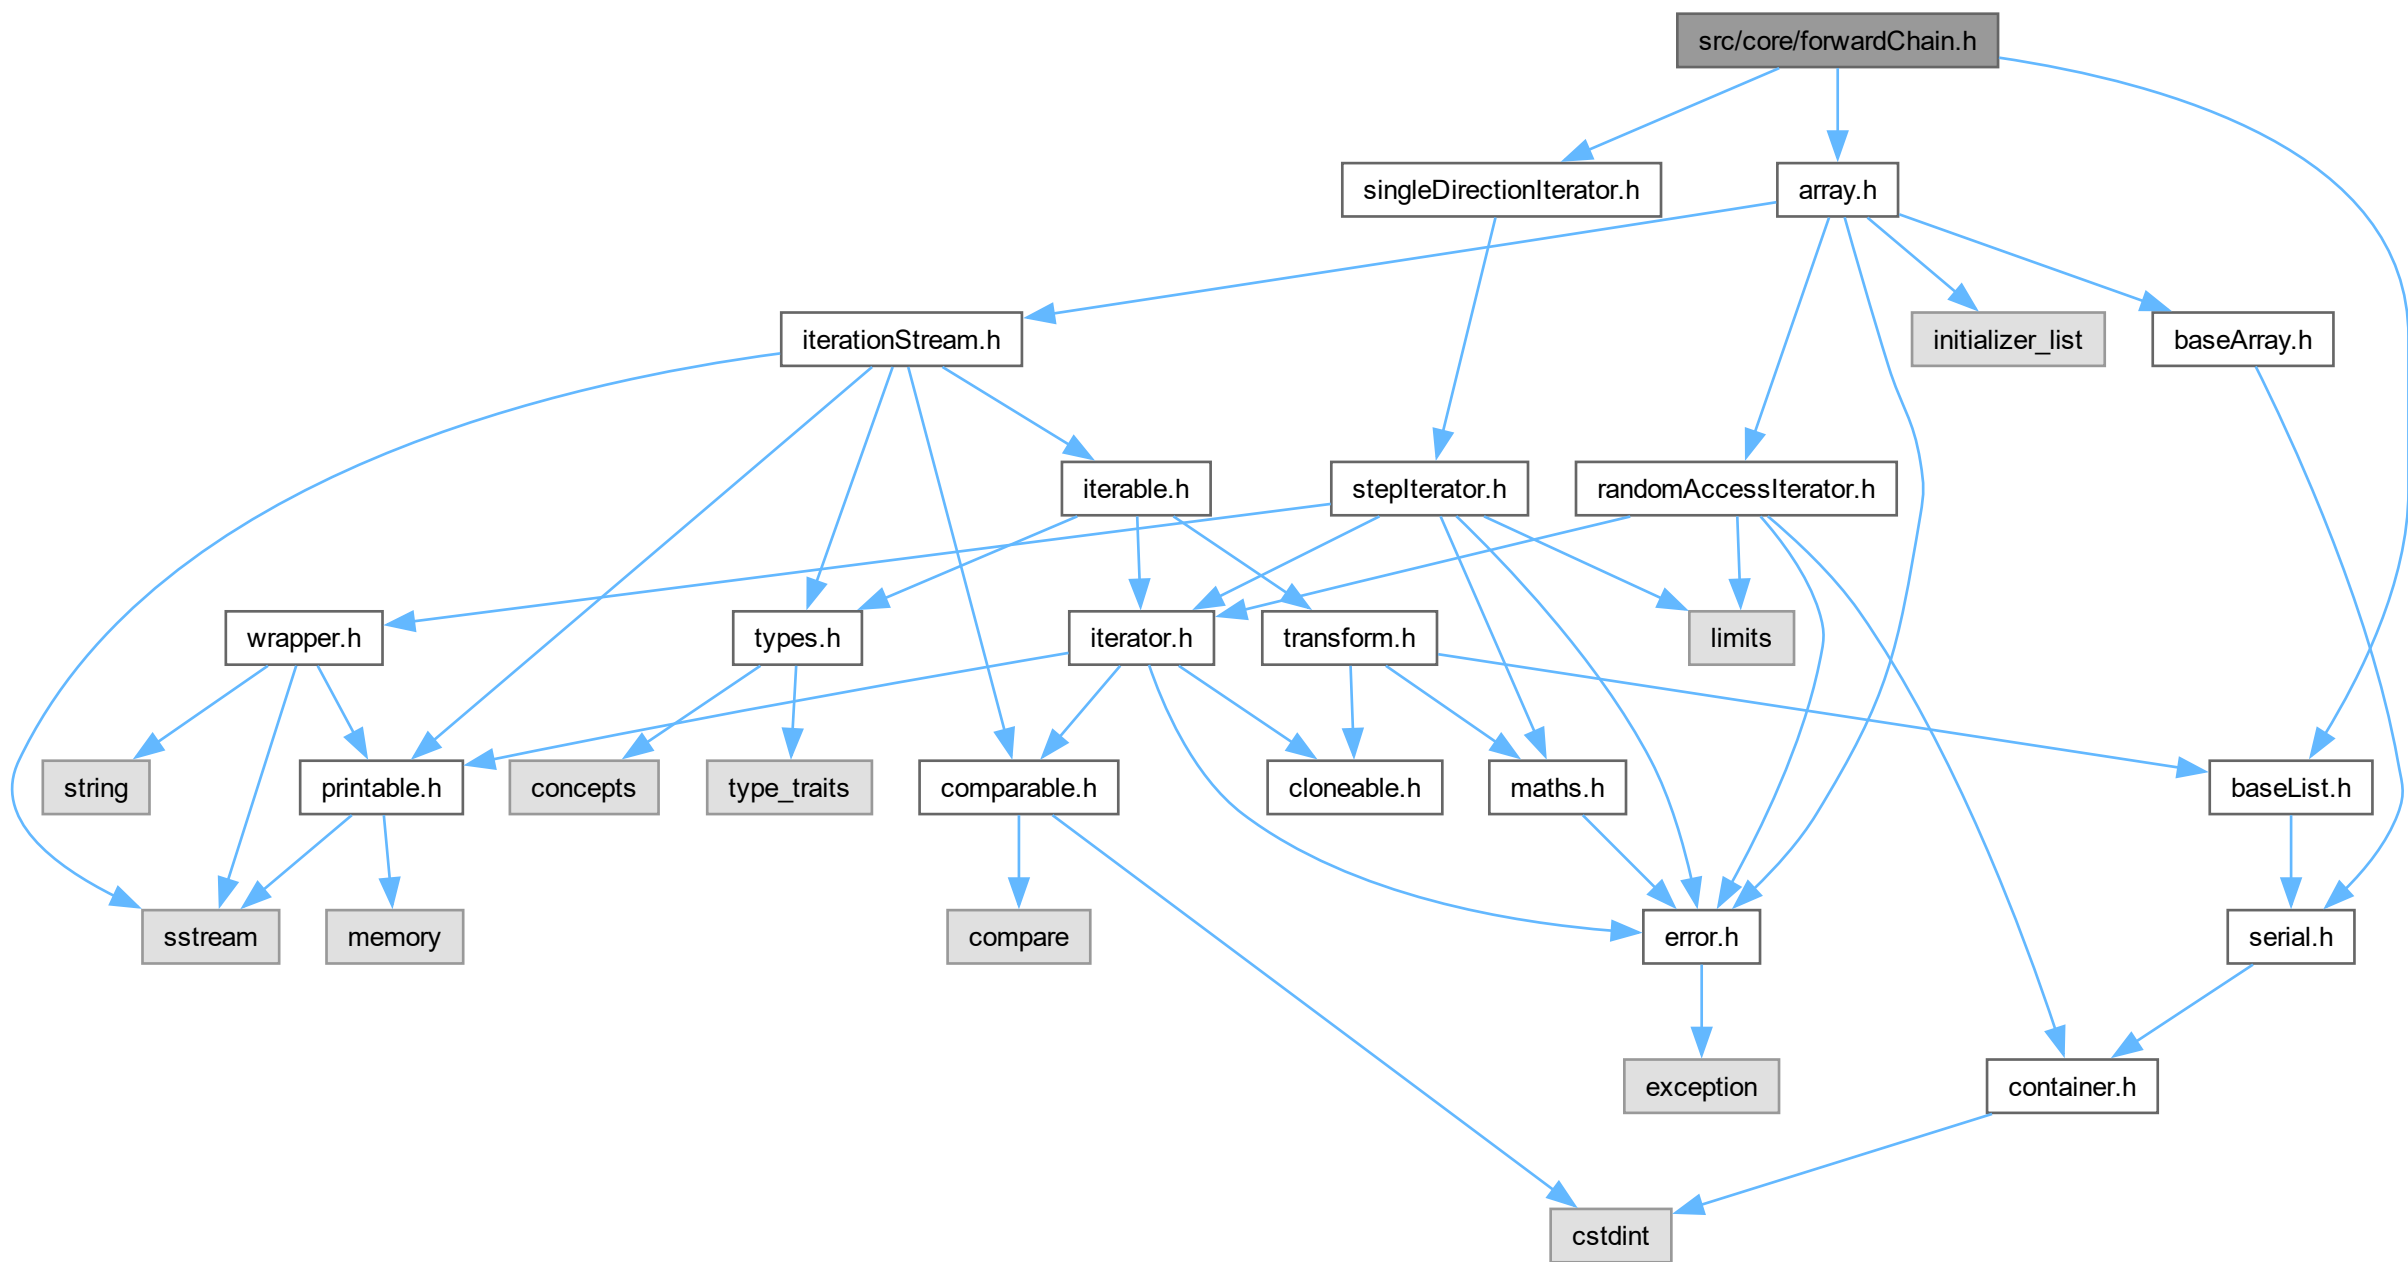 src/core/forwardChain.h
singleDirectionIterator.h
array.h
iterationStream.h
initializer_list
baseArray.h
iterable.h
stepIterator.h
randomAccessIterator.h
wrapper.h
types.h
iterator.h
transform.h
limits
string
printable.h
concepts
type_traits
comparable.h
cloneable.h
maths.h
baseList.h
sstream
memory
compare
error.h
serial.h
exception
container.h
cstdint